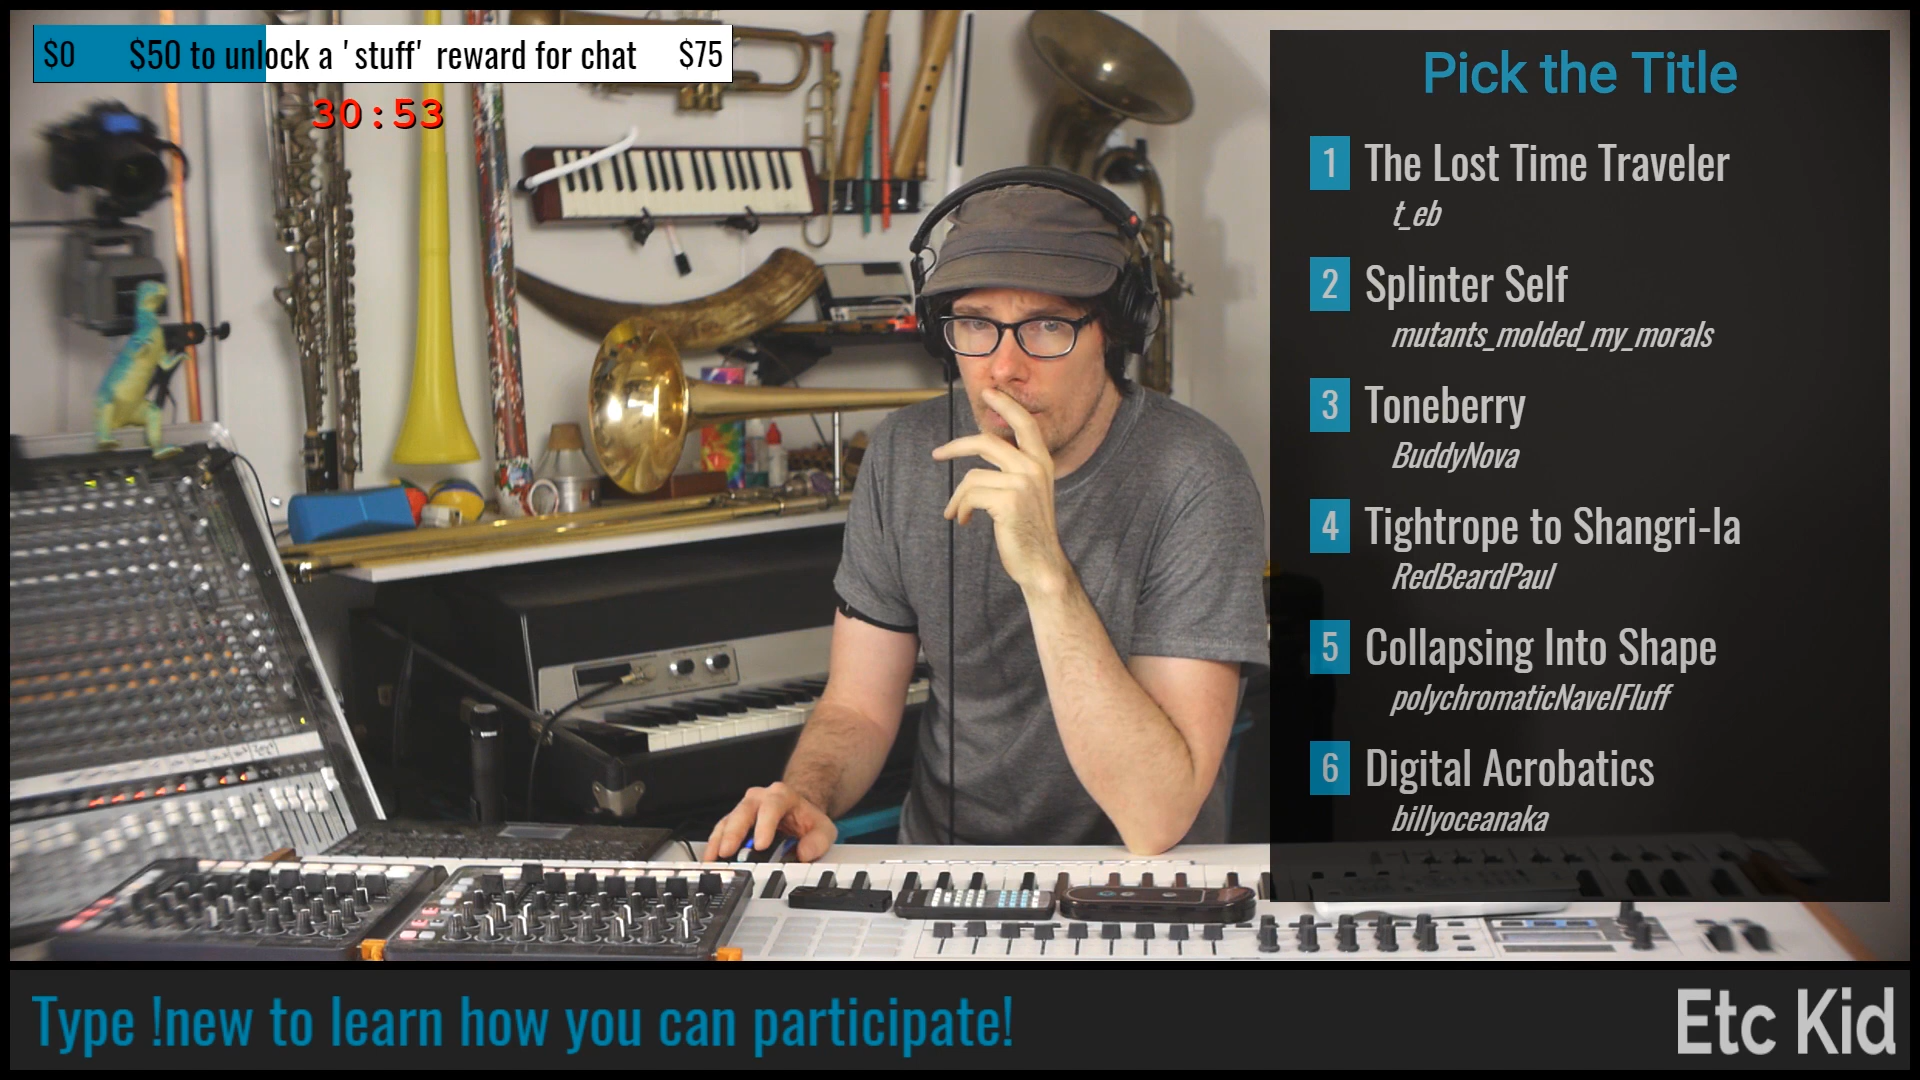 $0 $50 to unlock a 'stuff' reward for chat $75
30:53
Pick the Title
1 The Lost Time Traveler
t_eb
2 Splinter Self
mutants_molded_my_morals
3 Toneberry
BuddyNova
4 Tightrope to Shangri-la
RedBeardPaul
5 Collapsing Into Shape
polychromaticNavelFluff
6 Digital Acrobatics
billyoceanaka
Type !new to learn how you can participate!
Etc Kid